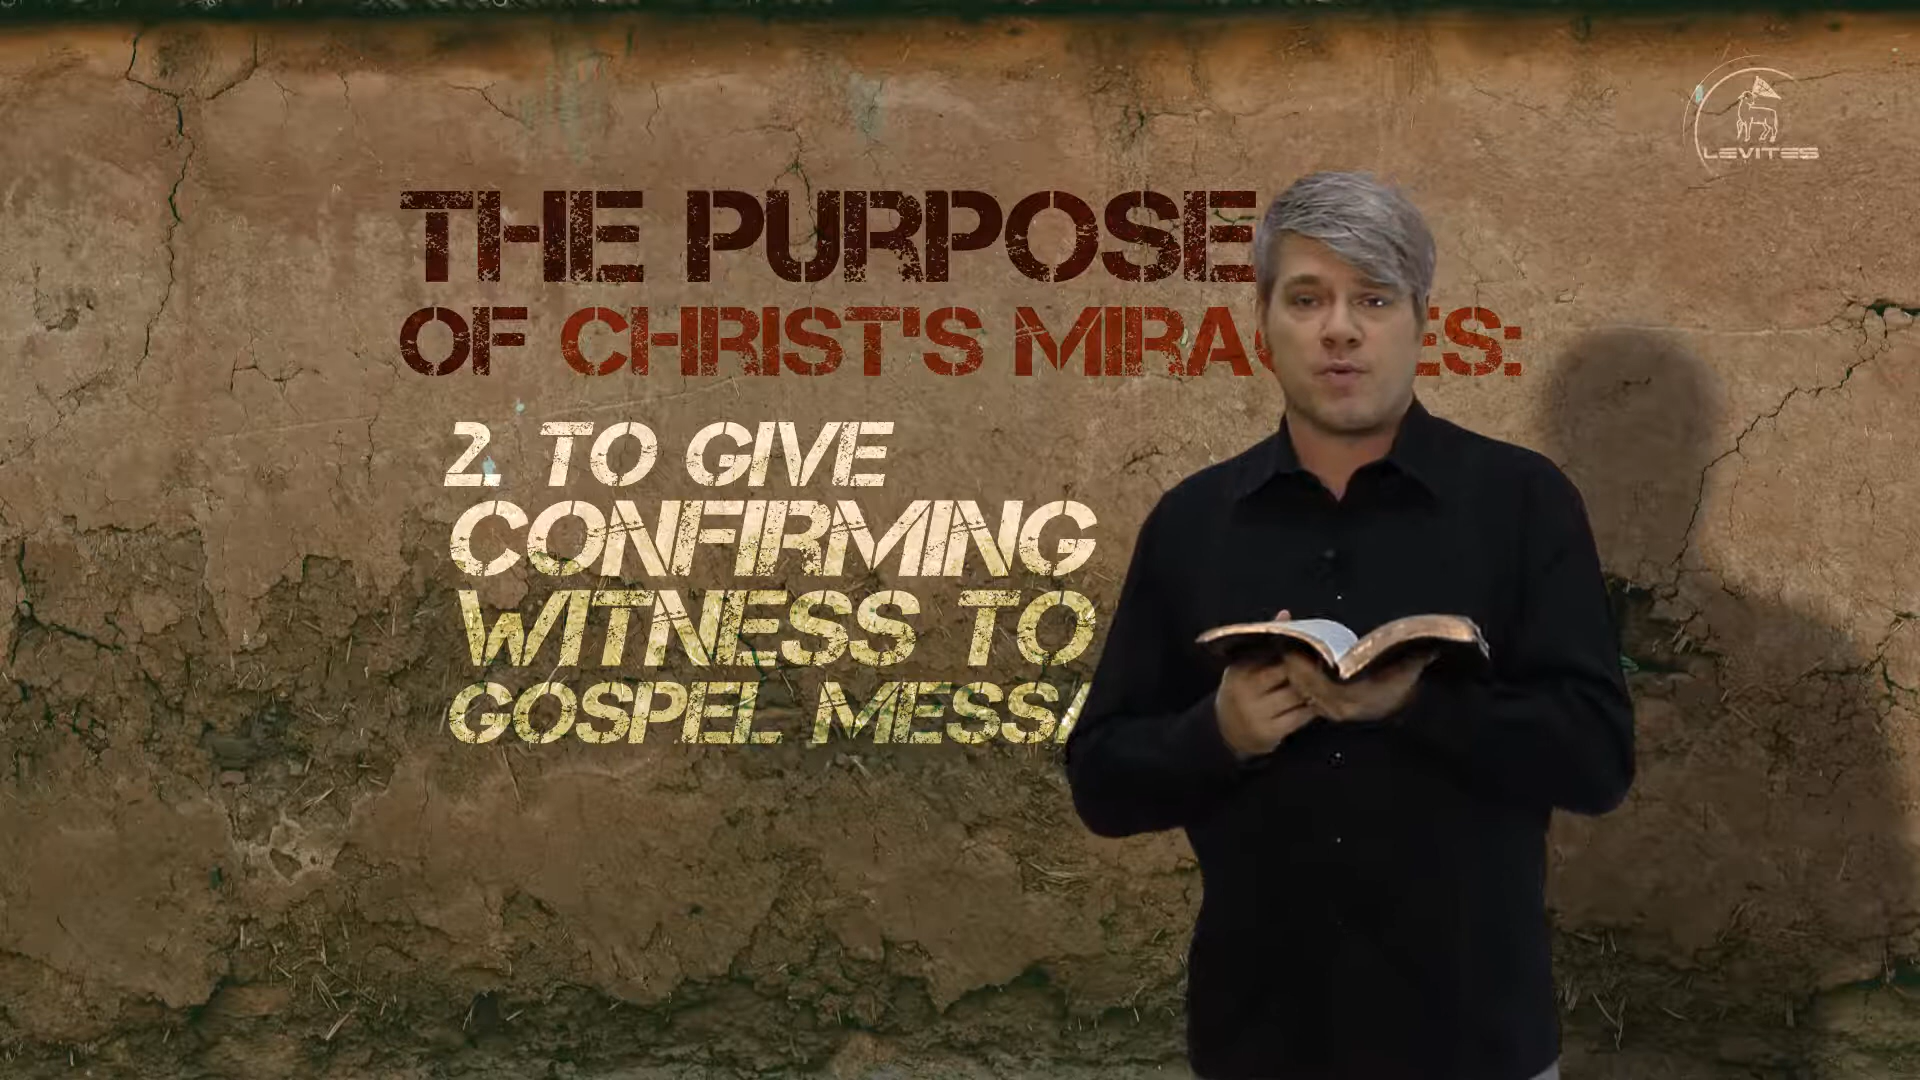 LEVITES
THE PURPOSE
OF CHRIST'S
2. TO GIVE
CONFIRMING
WITNESS TO
GOSPEL